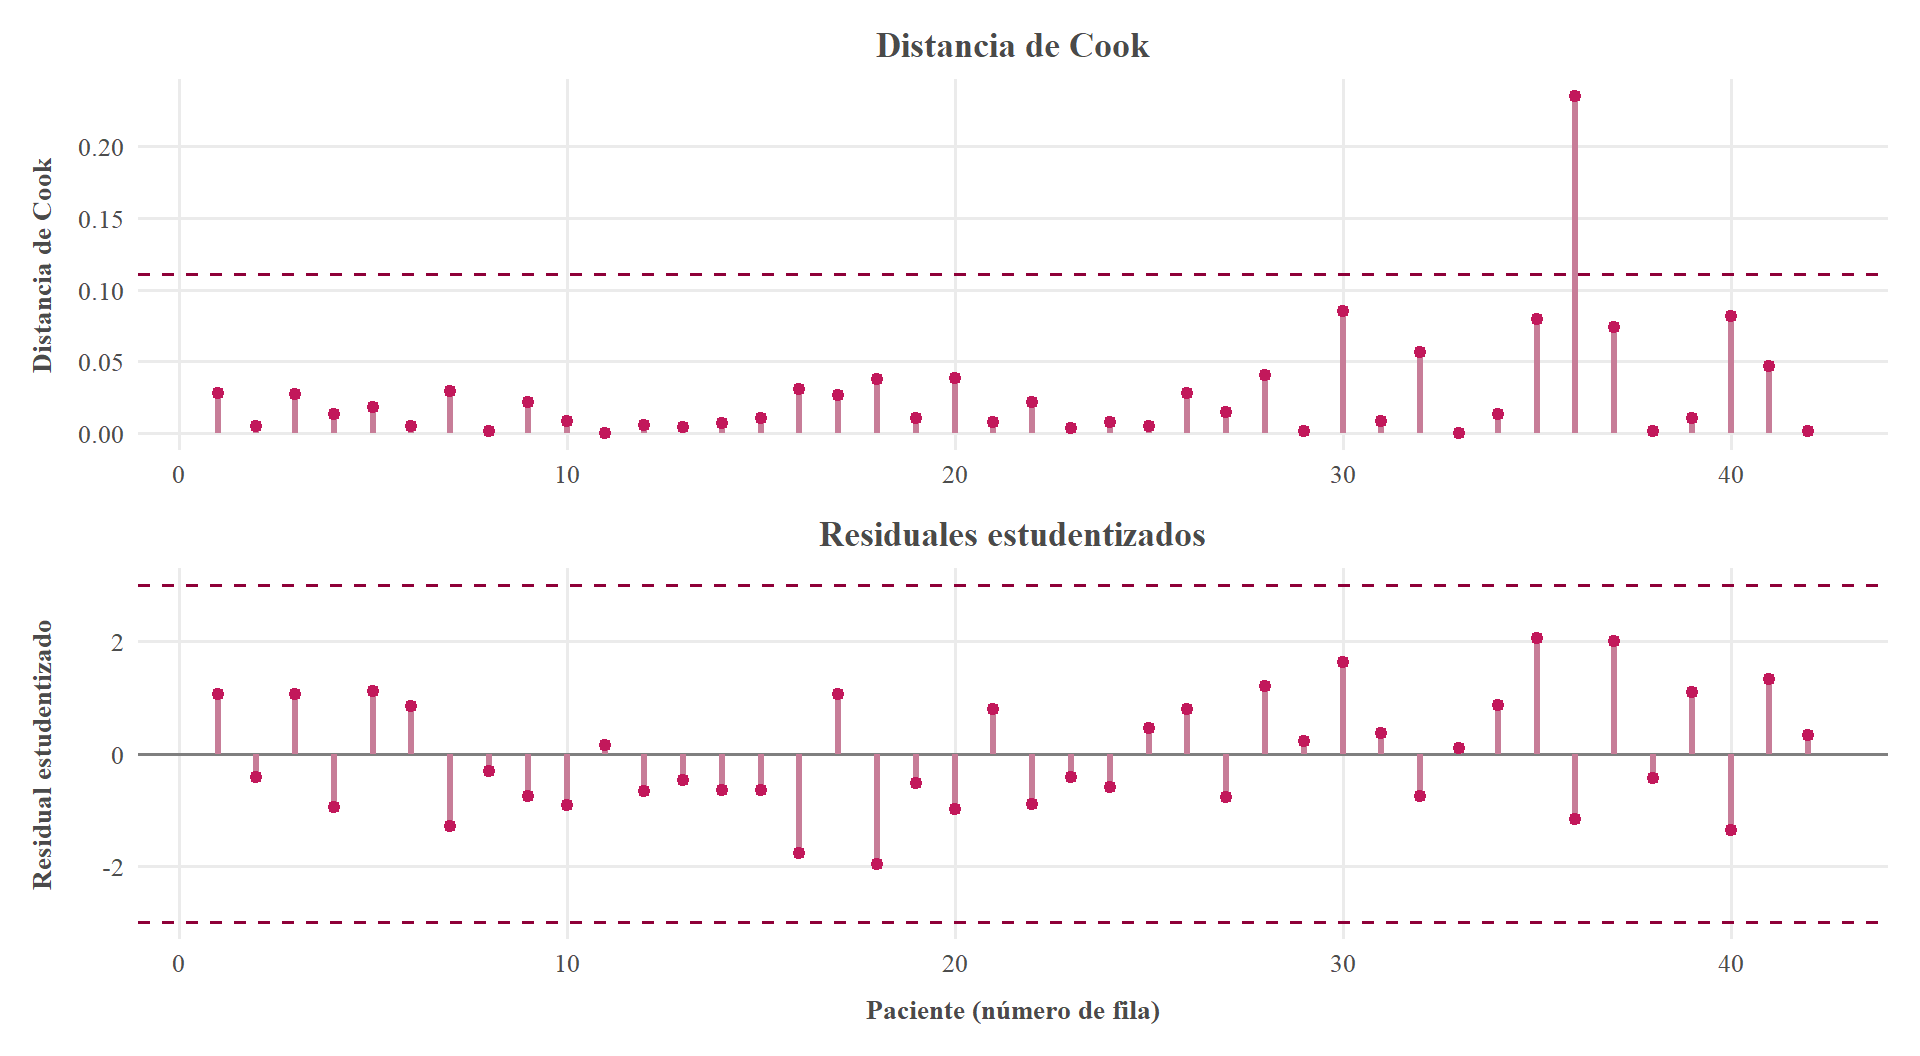 Distancia de Cook
Distancia de Cook
0.20
0.15
0.10
0.05
0.00
0 10 20 30 40
Residuales estudentizados
Residual estudentizado
2
0
-2
0 10 20 30 40
Paciente (número de fila)